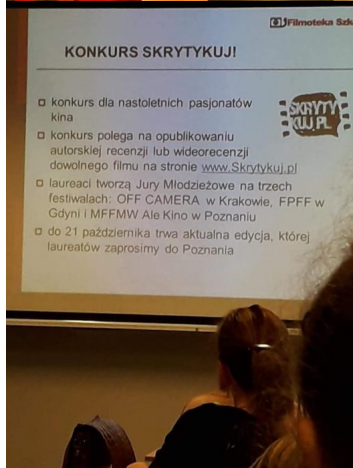 Filmoteka Szk
KONKURS SKRYTYKUJ!
konkurs dla nastoletnich pasjonatów
kina
SKRYTY
KUJ.PL
konkurs polega na opublikowaniu
autorskiej recenzji lub wideorecenzji
dowolnego filmu na stronie www.Skrytykuj.pl
laureaci tworzą Jury Młodzieżowe na trzech
festiwalach: OFF CAMERA w Krakowie, FPFF w
Gdyni i MFFMW Ale Kino w Poznaniu
do 21 października trwa aktualna edycja, której
laureatów zaprosimy do Poznania